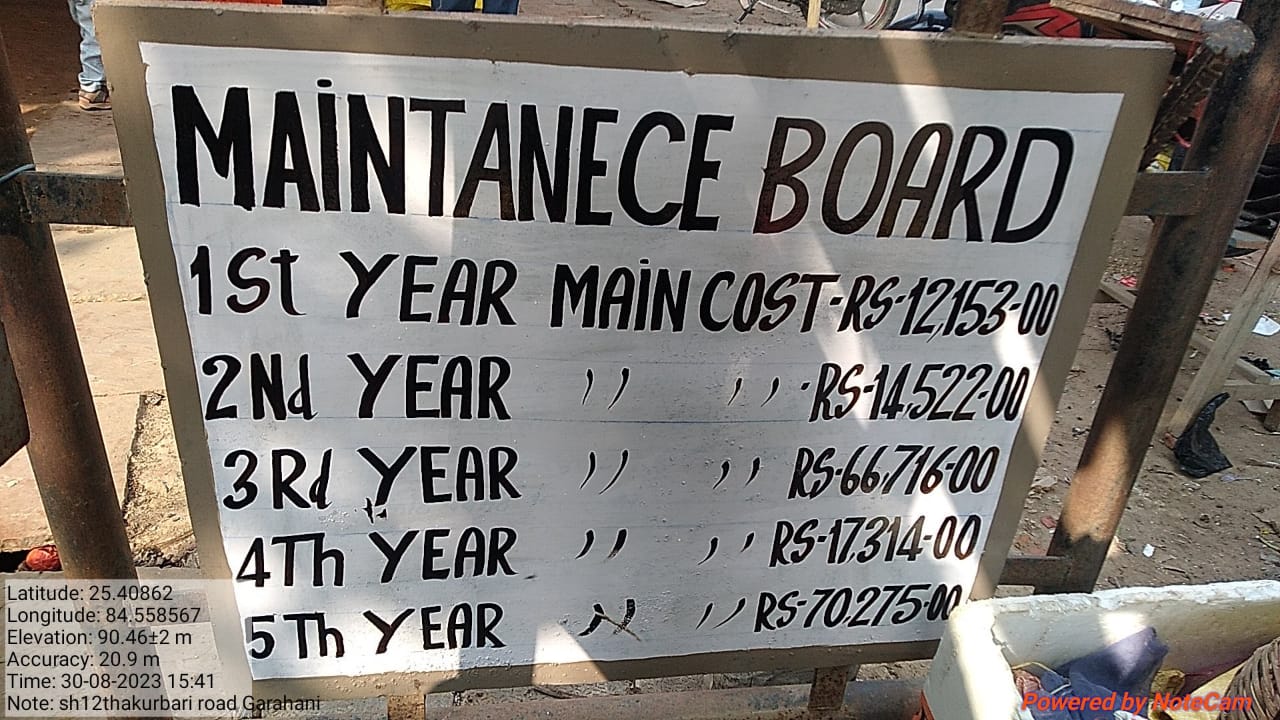 MAINTANECE BOARD
1St YEAR MAIN COST-RS-12,153-00
2Nd YEAR ,, ,, RS-14,522-00
3Rd YEAR ,, ,, RS-66,716-00
4Th YEAR ,, ,, RS-17,314-00
5Th YEAR ,, ,, RS-70,275-00
Latitude: 25.40862
Longitude: 84.558567
Elevation: 90.46±2 m
Accuracy: 20.9 m
Time: 30-08-2023 15:41
Note: sh12thakurbari road Garahani
Powered by NoteCam